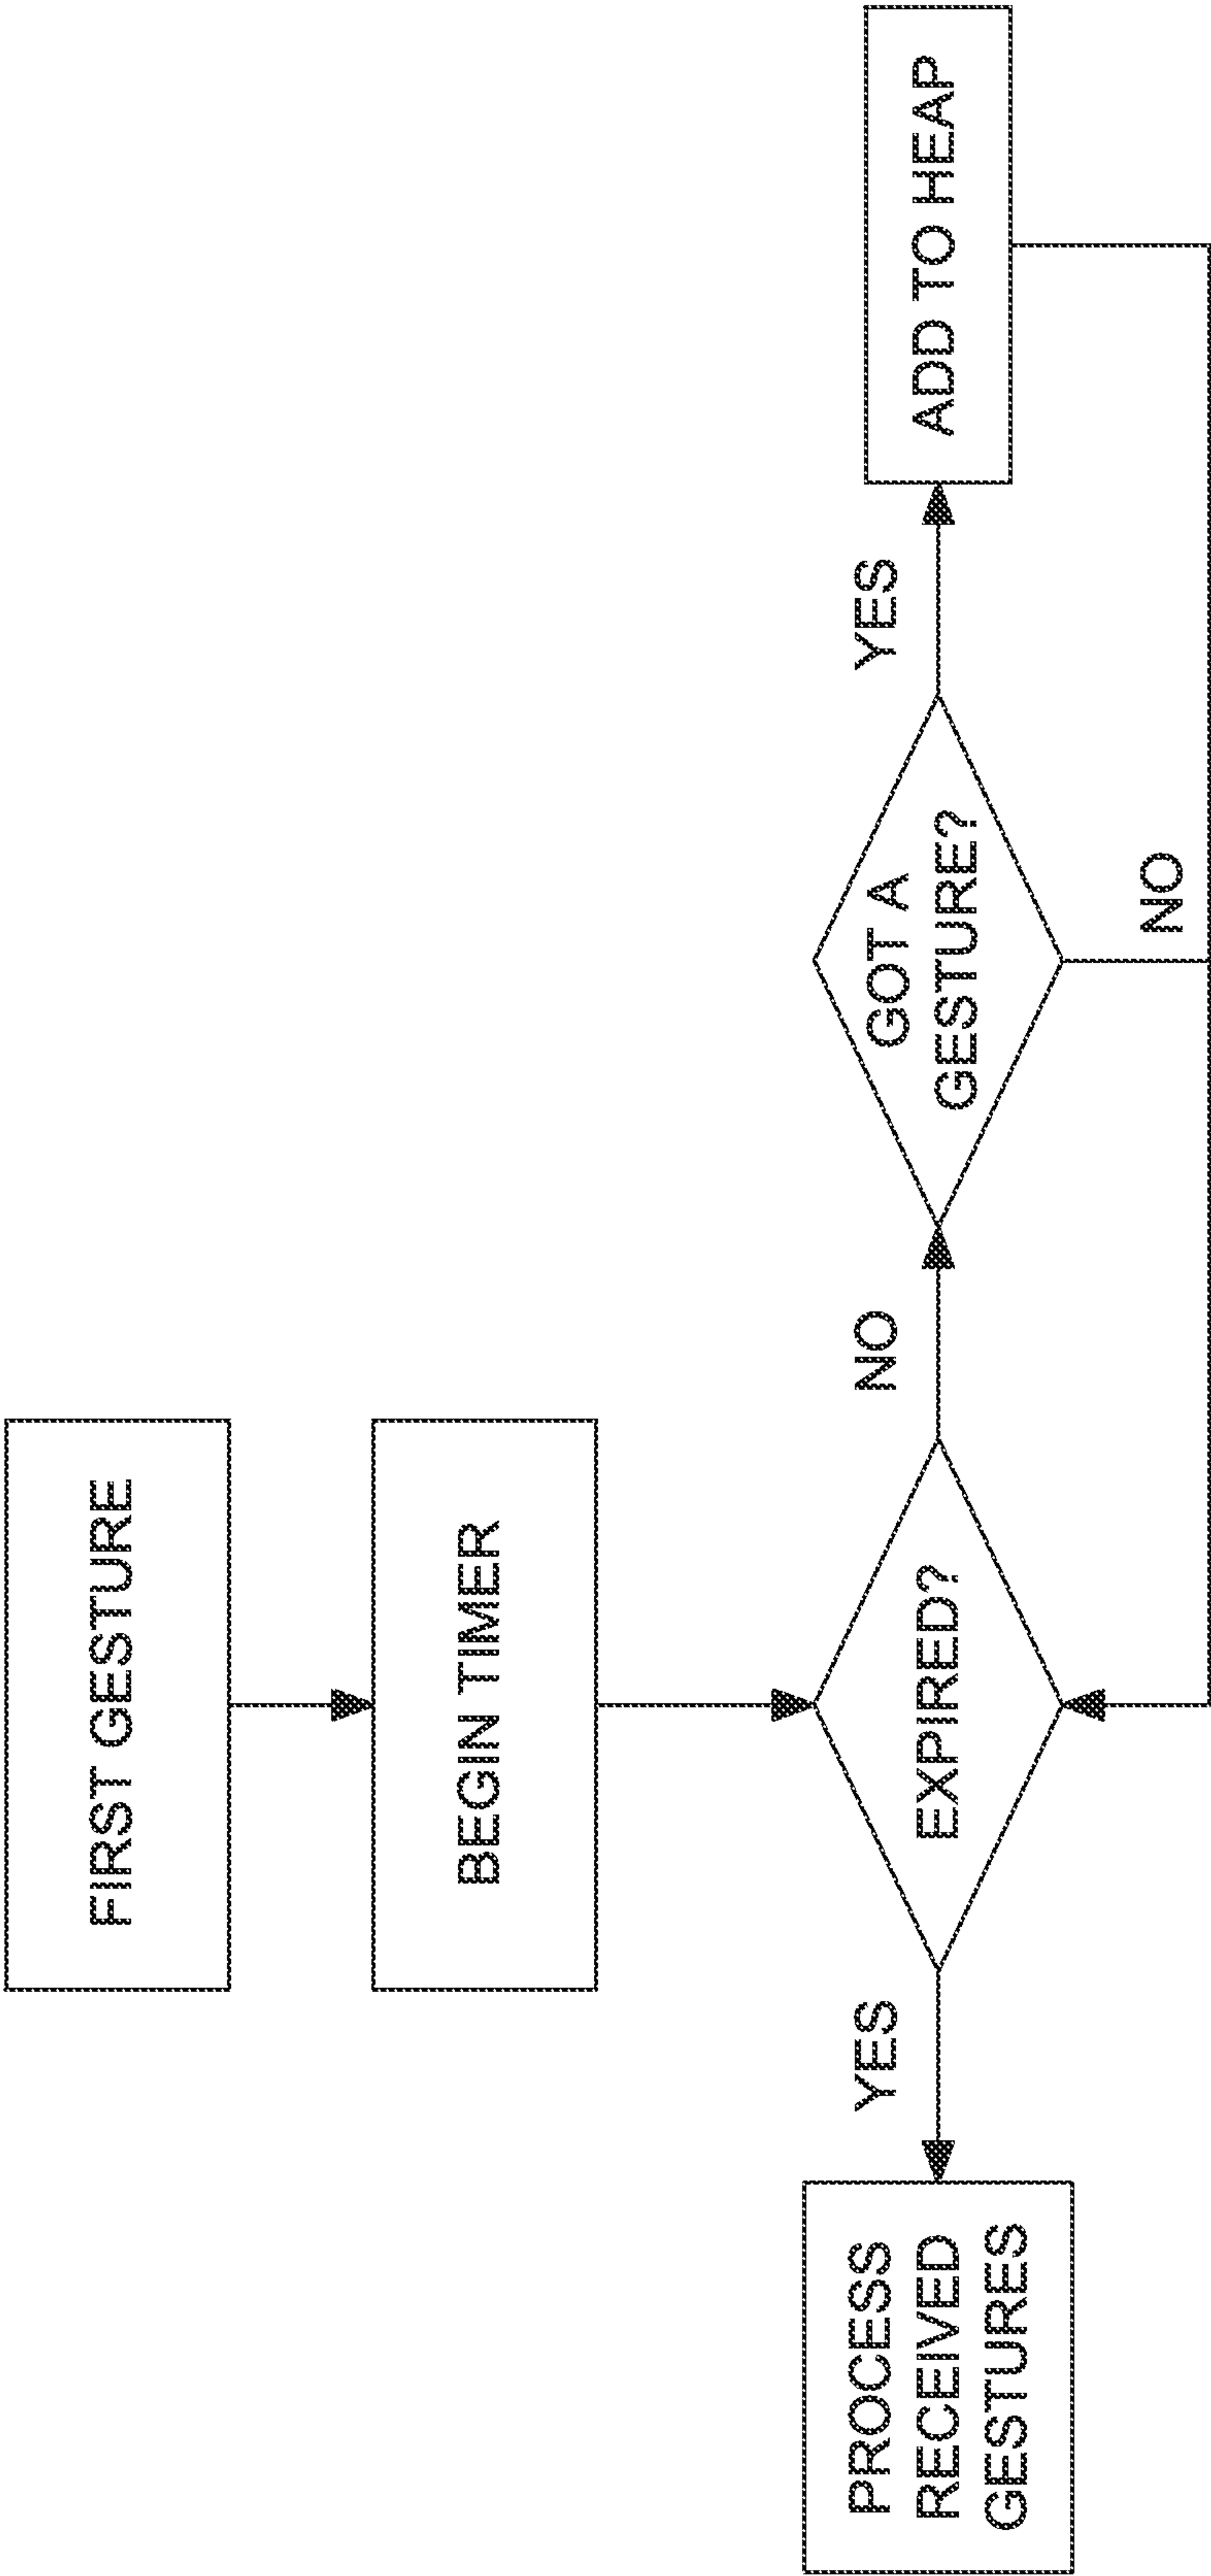 FIRST GESTURE
BEGIN TIMER
YES
EXPIRED?
NO
GOT A
GESTURE?
YES
NO
PROCESS
RECEIVED
GESTURES
ADD TO HEAP